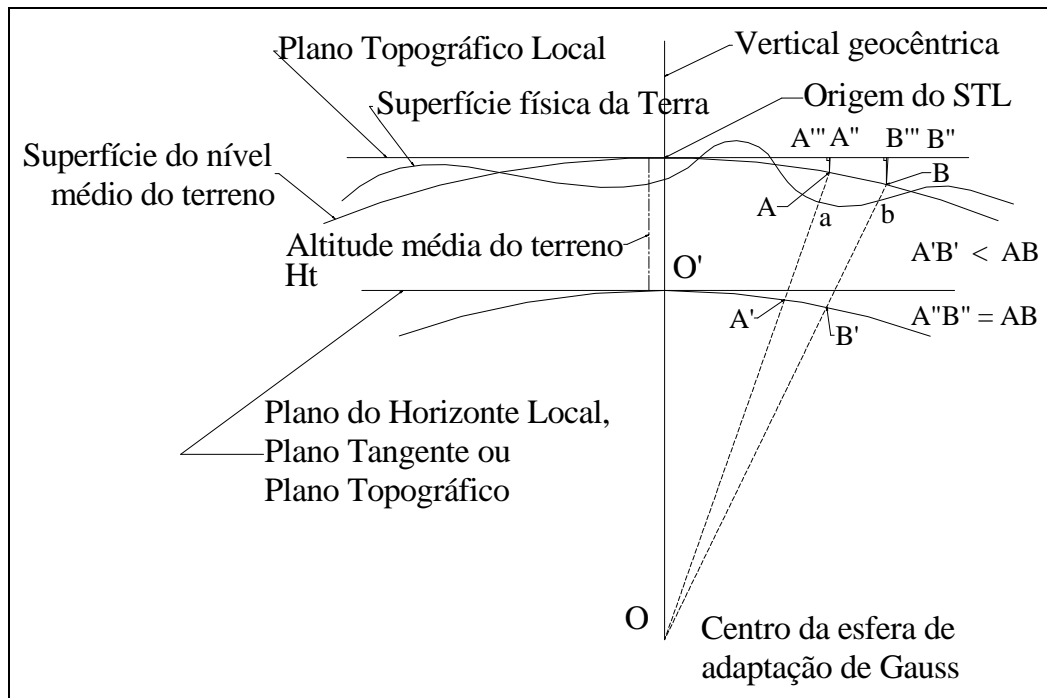 Plano Topográfico Local
Vertical geocêntrica
Superfície física da Terra
Origem do STL
A''' A'' B''' B''
Superfície do nível
médio do terreno
B
A
a
b
Altitude média do terreno
Ht
O'
A'B' < AB
A'
A''B'' = AB
B'
Plano do Horizonte Local,
Plano Tangente ou
Plano Topográfico
O
Centro da esfera de
adaptação de Gauss